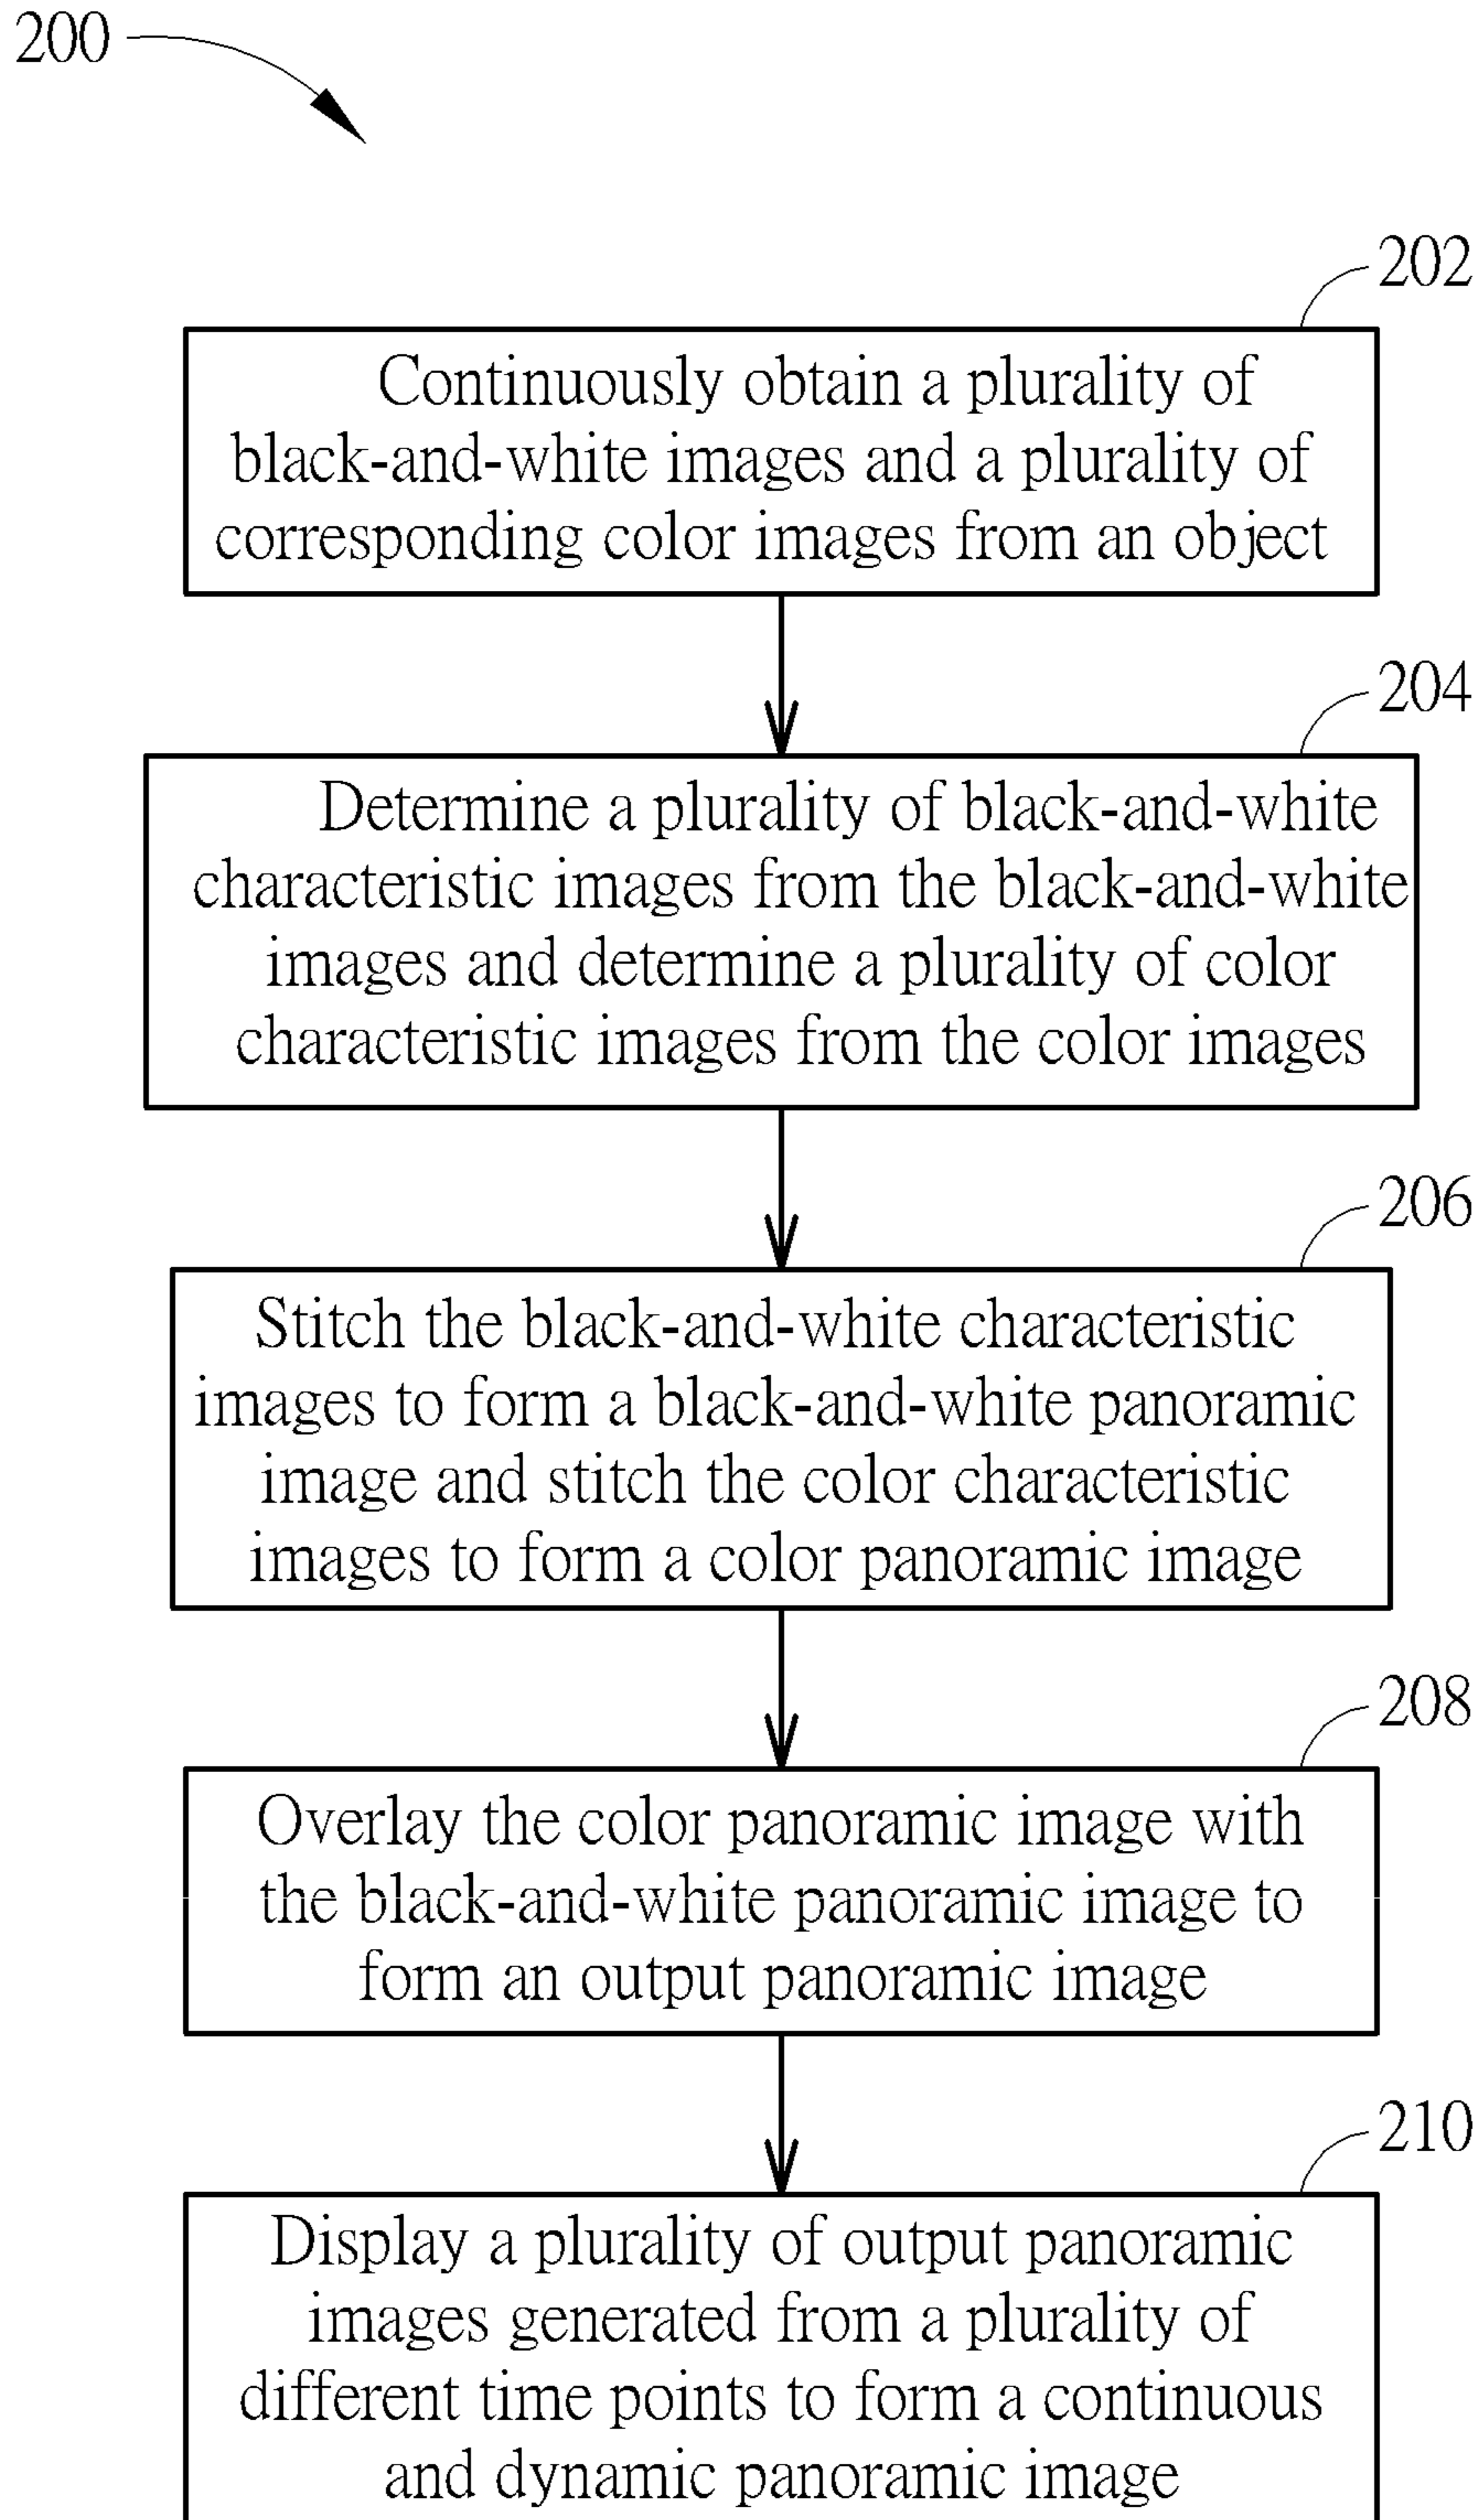 200
202
Continuously obtain a plurality of
black-and-white images and a plurality of
corresponding color images from an object
204
Determine a plurality of black-and-white
characteristic images from the black-and-white
images and determine a plurality of color
characteristic images from the color images
206
Stitch the black-and-white characteristic
images to form a black-and-white panoramic
image and stitch the color characteristic
images to form a color panoramic image
208
Overlay the color panoramic image with
the black-and-white panoramic image to
form an output panoramic image
210
Display a plurality of output panoramic
images generated from a plurality of
different time points to form a continuous
and dynamic panoramic image